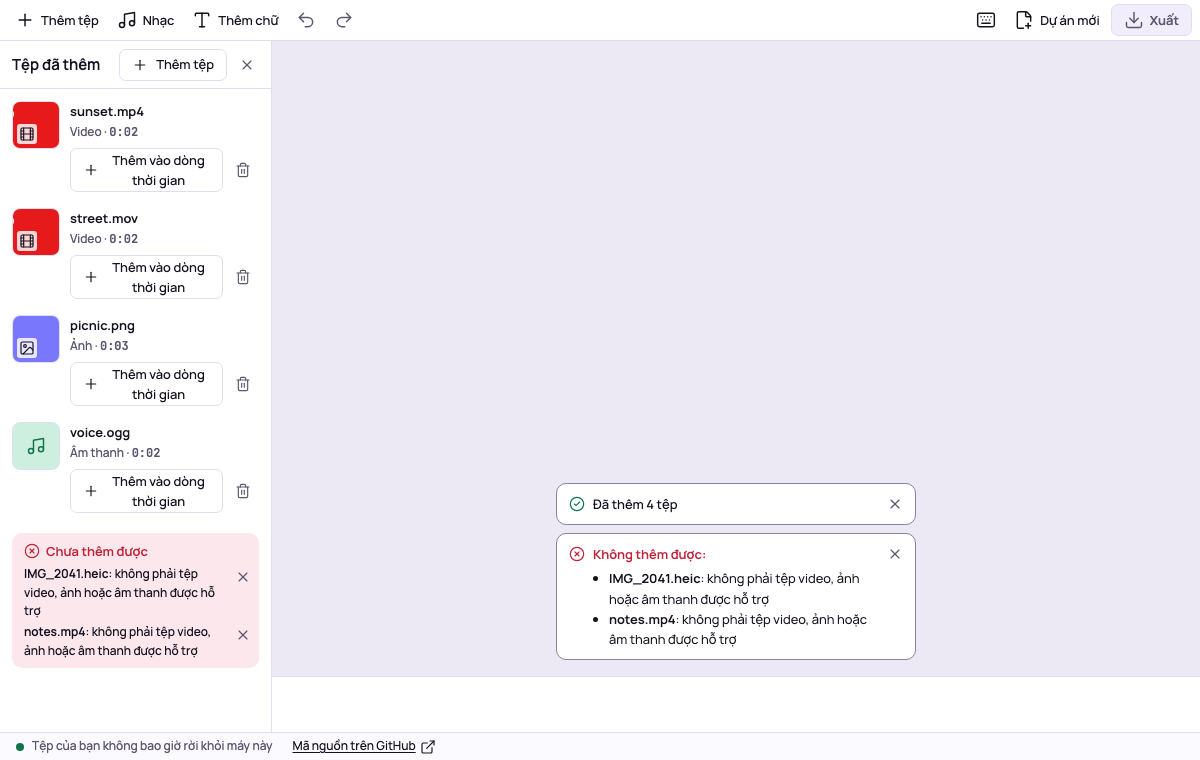 Thêm tệp
Nhạc
Thêm chữ
Dự án mới
Xuất
Tệp đã thêm
Thêm tệp
sunset.mp4
Video · 0:02
Thêm vào dòng
thời gian
street.mov
Video · 0:02
Thêm vào dòng
thời gian
picnic.png
Ảnh · 0:03
Thêm vào dòng
thời gian
voice.ogg
Âm thanh · 0:02
Thêm vào dòng
thời gian
Chưa thêm được
IMG_2041.heic: không phải tệp
video, ảnh hoặc âm thanh được hỗ
trợ
notes.mp4: không phải tệp video,
ảnh hoặc âm thanh được hỗ trợ
Đã thêm 4 tệp
Không thêm được:
IMG_2041.heic: không phải tệp video, ảnh
hoặc âm thanh được hỗ trợ
notes.mp4: không phải tệp video, ảnh hoặc
âm thanh được hỗ trợ
Tệp của bạn không bao giờ rời khỏi máy này
Mã nguồn trên GitHub